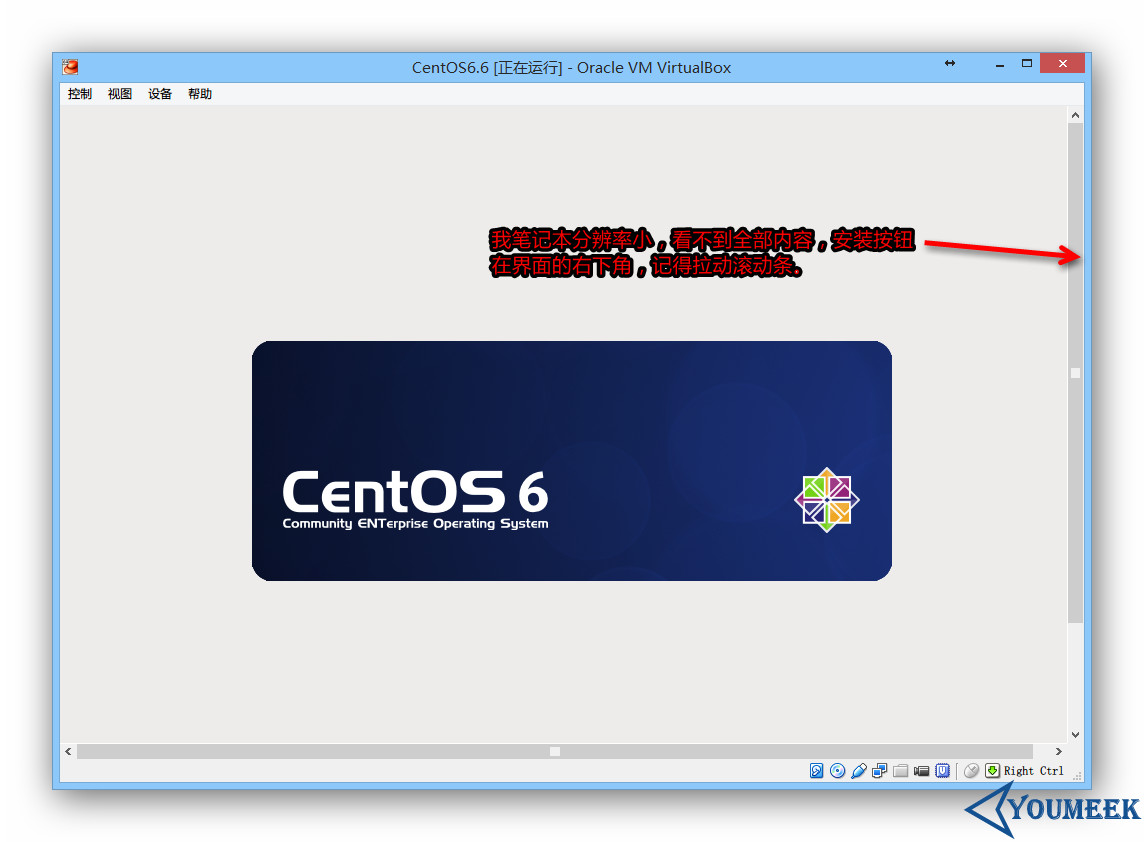 CentOS6.6 [正在运行] - Oracle VM VirtualBox
控制 视图 设备 帮助
我笔记本分辨率小，看不到全部内容，安装按钮
在界面的右下角，记得拉动滚动条。
CentOS 6
Community ENTerprise Operating System
Right Ctrl
YOUMEEK